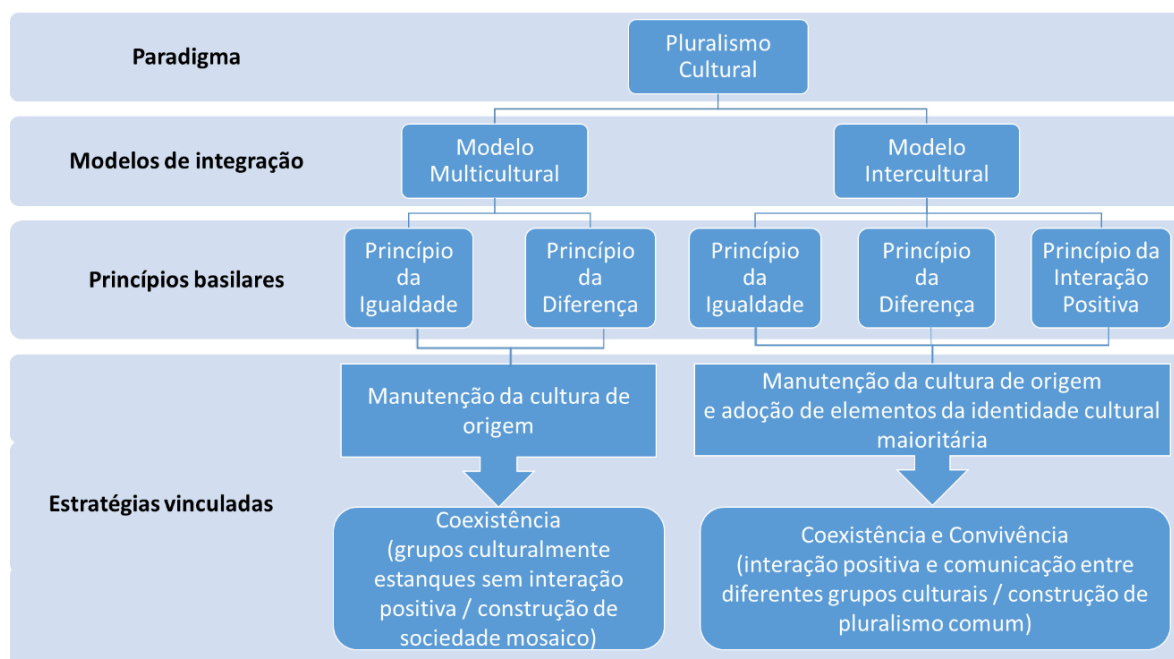 Paradigma
Pluralismo
Cultural
Modelos de integração
Modelo
Multicultural
Modelo
Intercultural
Princípios basilares
Princípio
da
Igualdade
Princípio
da
Diferença
Princípio
da
Igualdade
Princípio
da
Diferença
Princípio da
Interação
Positiva
Estratégias vinculadas
Manutenção da cultura de
origem
Manutenção da cultura de origem
e adoção de elementos da identidade cultural
maioritária
Coexistência
(grupos culturalmente
estanques sem interação
positiva / construção de
sociedade mosaico)
Coexistência e Convivência
(interação positiva e comunicação entre
diferentes grupos culturais / construção de
pluralismo comum)